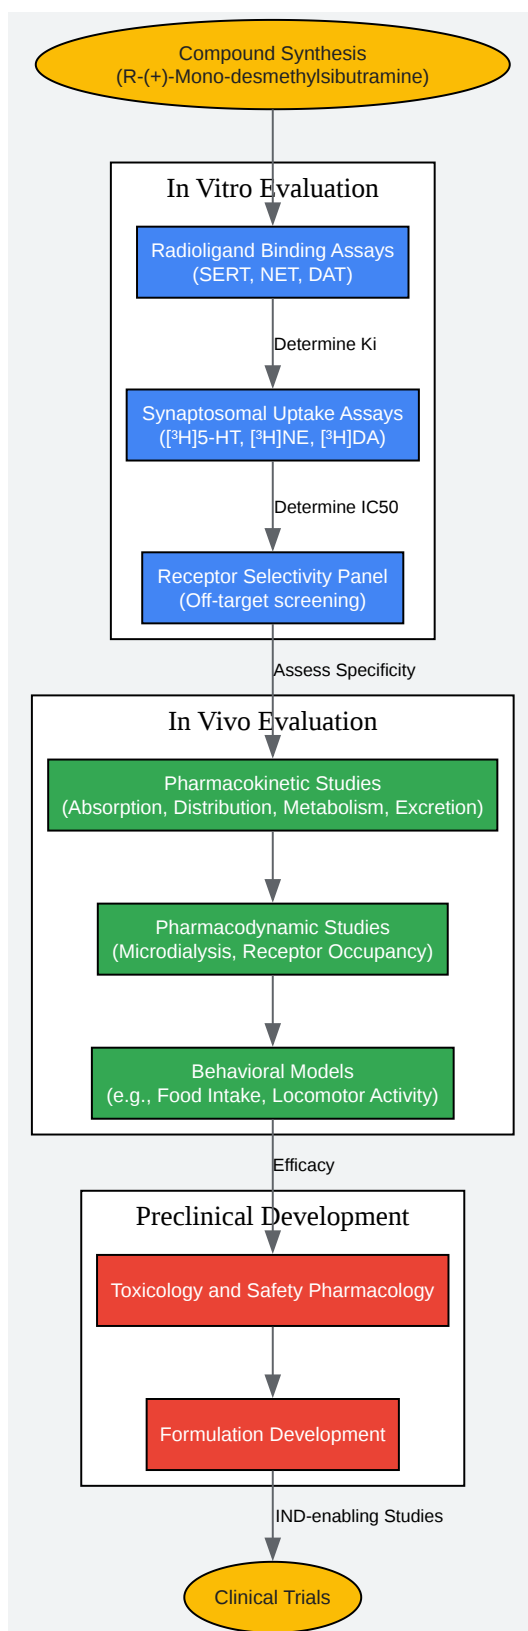 Compound Synthesis
(R-(+)-Mono-desmethylsibutramine)
In Vitro Evaluation
Radioligand Binding Assays
(SERT, NET, DAT)
Determine Ki
Synaptosomal Uptake Assays
([³H]5-HT, [³H]NE, [³H]DA)
Determine IC50
Receptor Selectivity Panel
(Off-target screening)
Assess Specificity
In Vivo Evaluation
Pharmacokinetic Studies
(Absorption, Distribution, Metabolism, Excretion)
Pharmacodynamic Studies
(Microdialysis, Receptor Occupancy)
Behavioral Models
(e.g., Food Intake, Locomotor Activity)
Efficacy
Preclinical Development
Toxicology and Safety Pharmacology
Formulation Development
IND-enabling Studies
Clinical Trials